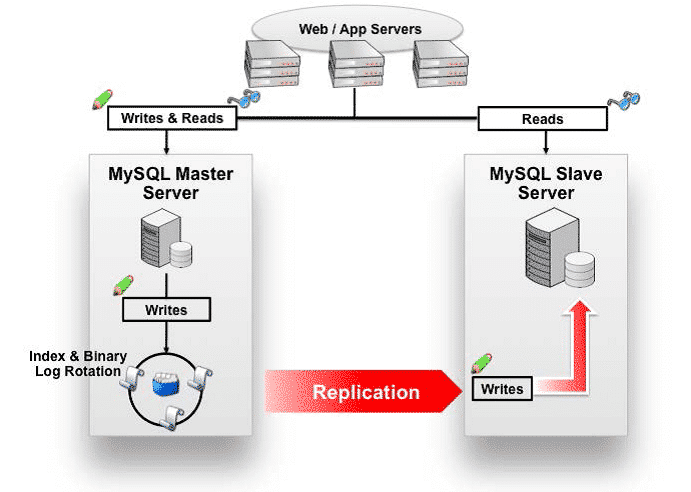 Web / App Servers
Writes & Reads
Reads
MySQL Master
Server
MySQL Slave
Server
Writes
Index & Binary
Log Rotation
Replication
Writes